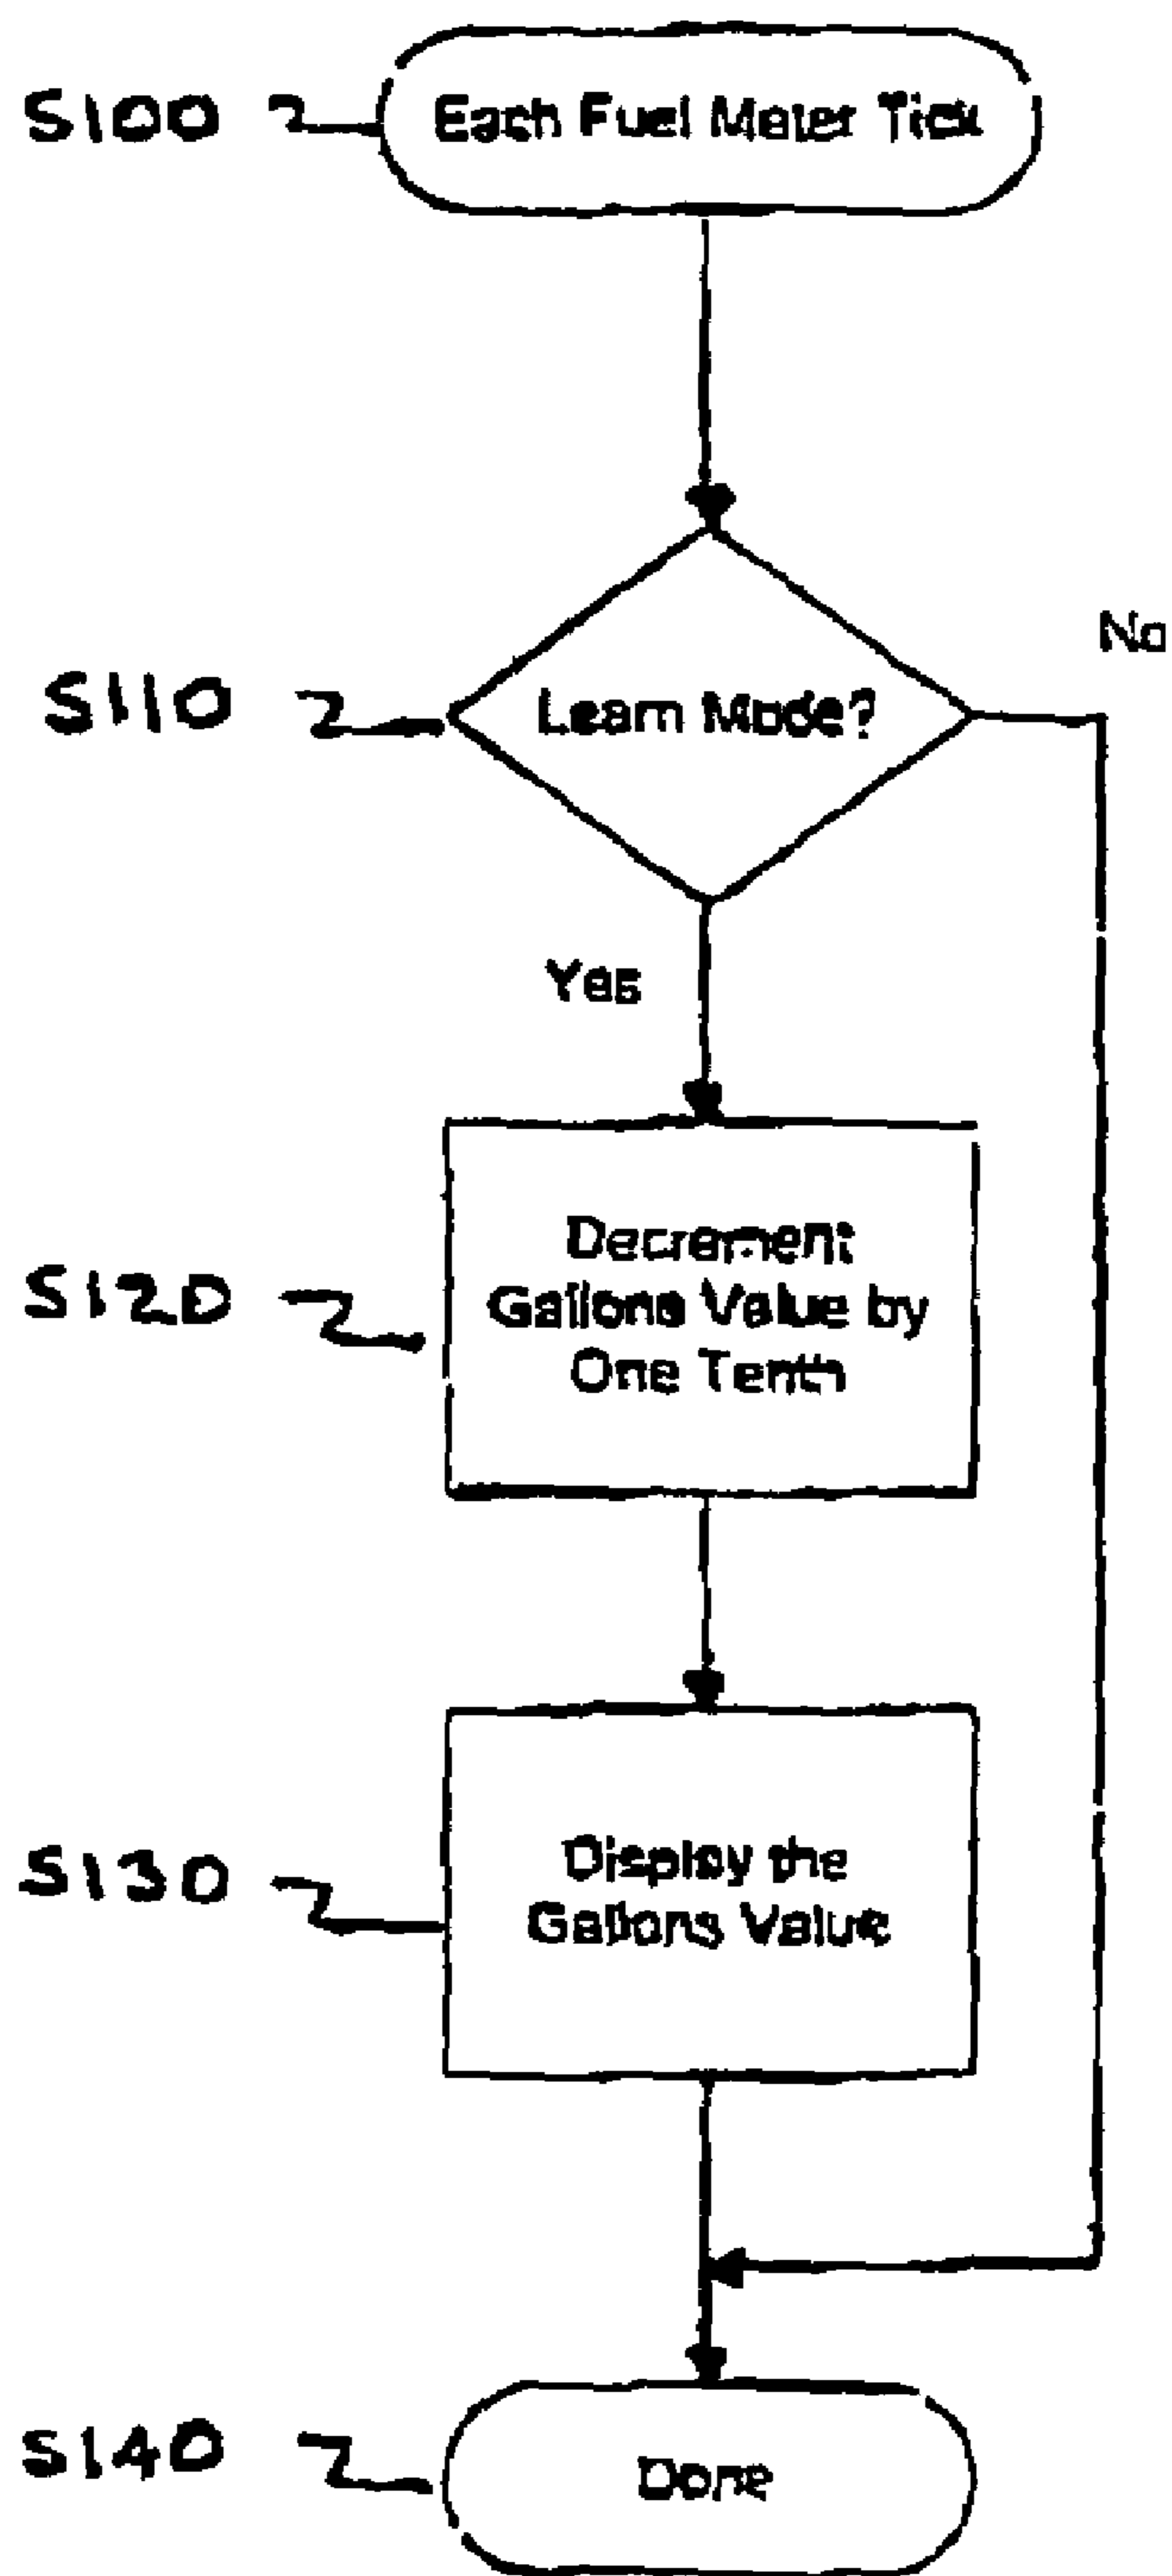 S100
Each Fuel Meter Tick
S110
Learn Mode?
No
Yes
S120
Decrement
Gallons Value by
One Tenth
S130
Display the
Gallons Value
S140
Done